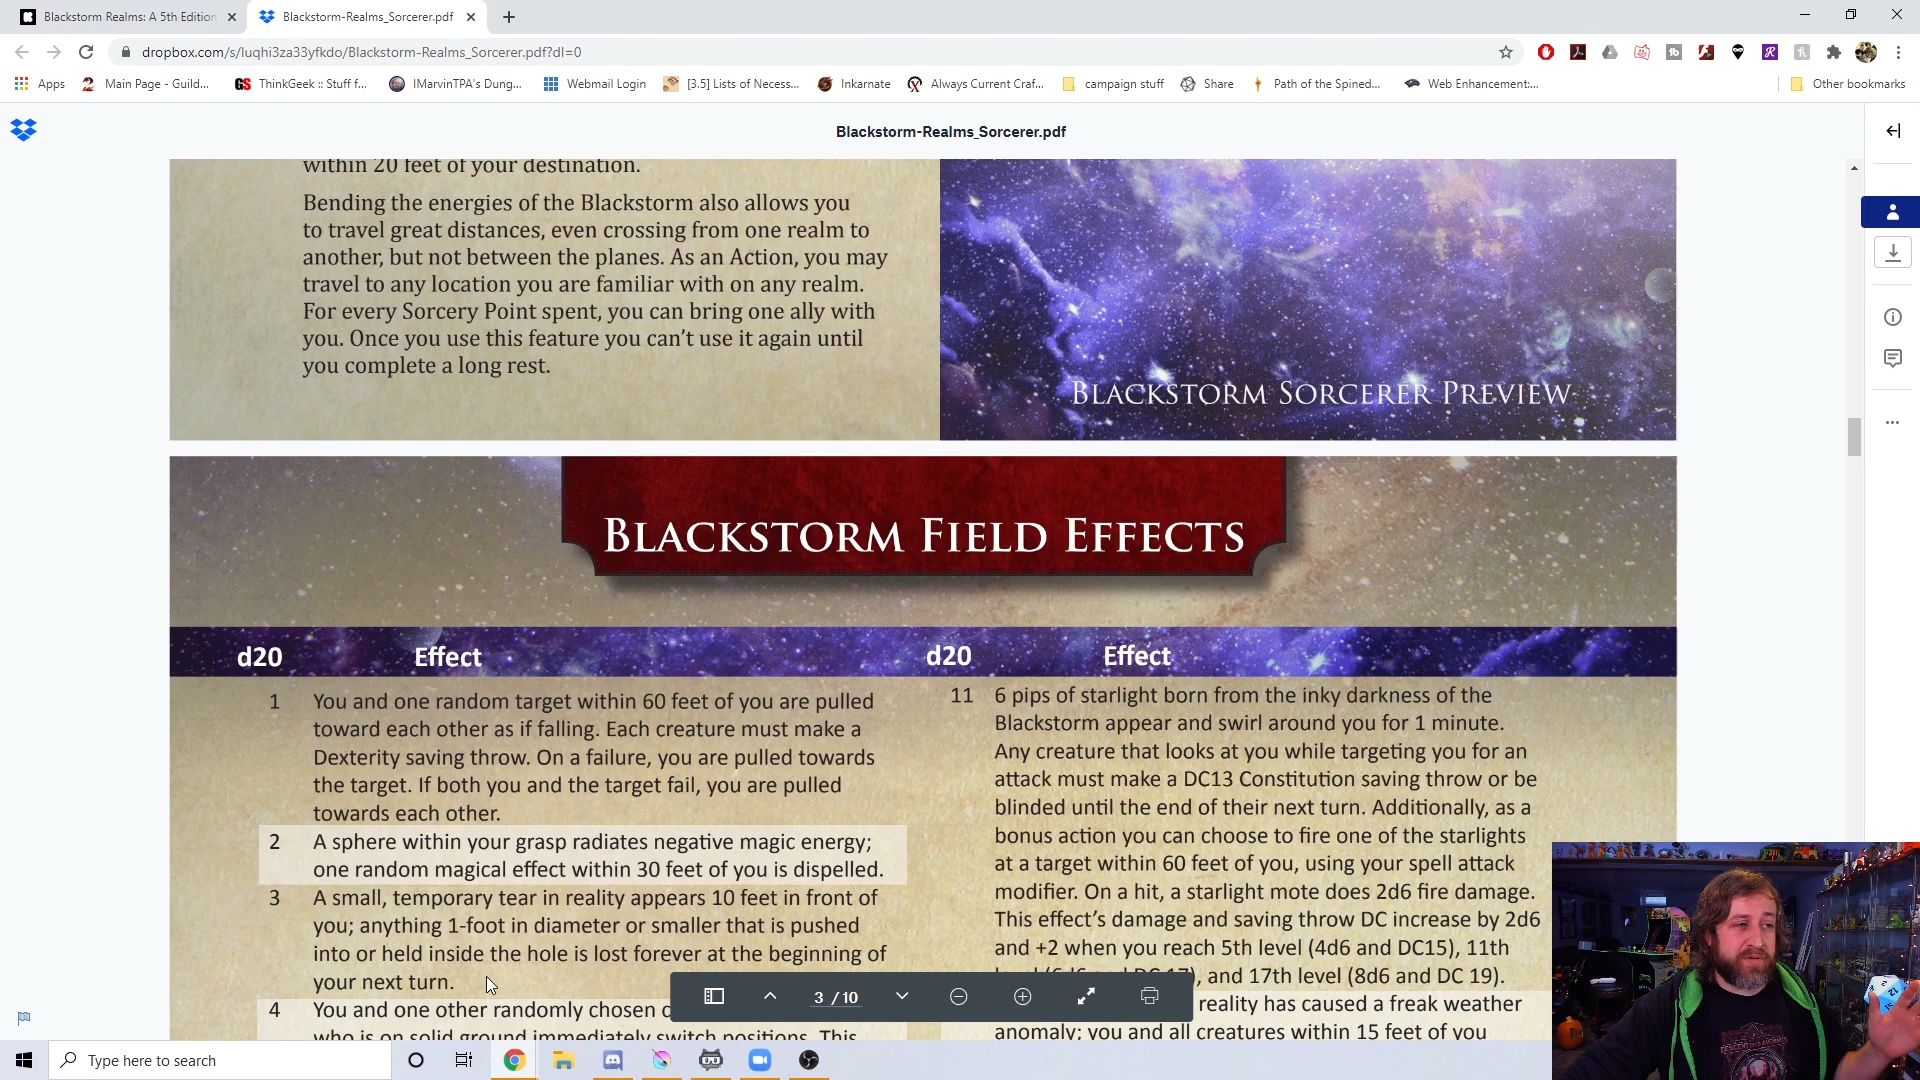 Blackstorm Realms: A 5th Edition
Blackstorm-Realms_Sorcerer.pdf
dropbox.com/s/luqhi3za33yfkdo/Blackstorm-Realms_Sorcerer.pdf?dl=0
Apps
Main Page - Guild...
ThinkGeek :: Stuff f...
IMarvinTPA's Dung...
Webmail Login
[3.5] Lists of Necess...
Inkarnate
Always Current Craf...
campaign stuff
Share
Path of the Spined...
Web Enhancement:...
Other bookmarks
Blackstorm-Realms_Sorcerer.pdf
within 20 feet of your destination.
Bending the energies of the Blackstorm also allows you
to travel great distances, even crossing from one realm to
another, but not between the planes. As an Action, you may
travel to any location you are familiar with on any realm.
For every Sorcery Point spent, you can bring one ally with
you. Once you use this feature you can't use it again until
you complete a long rest.
Blackstorm Sorcerer Preview
Blackstorm Field Effects
d20 Effect
1 You and one random target within 60 feet of you are pulled
toward each other as if falling. Each creature must make a
Dexterity saving throw. On a failure, you are pulled towards
the target. If both you and the target fail, you are pulled
towards each other.
2 A sphere within your grasp radiates negative magic energy;
one random magical effect within 30 feet of you is dispelled.
3 A small, temporary tear in reality appears 10 feet in front of
you; anything 1-foot in diameter or smaller that is pushed
into or held inside the hole is lost forever at the beginning of
your next turn.
4 You and one other randomly chosen
who is on solid ground immediately switch positions. This
d20 Effect
11 6 pips of starlight born from the inky darkness of the
Blackstorm appear and swirl around you for 1 minute.
Any creature that looks at you while targeting you for an
attack must make a DC13 Constitution saving throw or be
blinded until the end of their next turn. Additionally, as a
bonus action you can choose to fire one of the starlights
at a target within 60 feet of you, using your spell attack
modifier. On a hit, a starlight mote does 2d6 fire damage.
This effect's damage and saving throw DC increase by 2d6
and +2 when you reach 5th level (4d6 and DC15), 11th
and 17th level (8d6 and DC 19).
reality has caused a freak weather
anomaly; you and all creatures within 15 feet of you
3 / 10
Type here to search
12